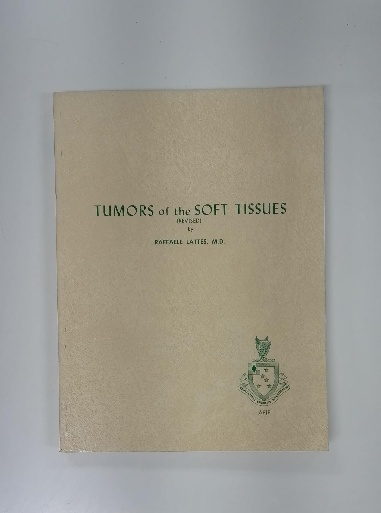 TUMORS of the SOFT TISSUES
(REVISED)
by
RAFFAELE LATTES, M.D.
AFIP